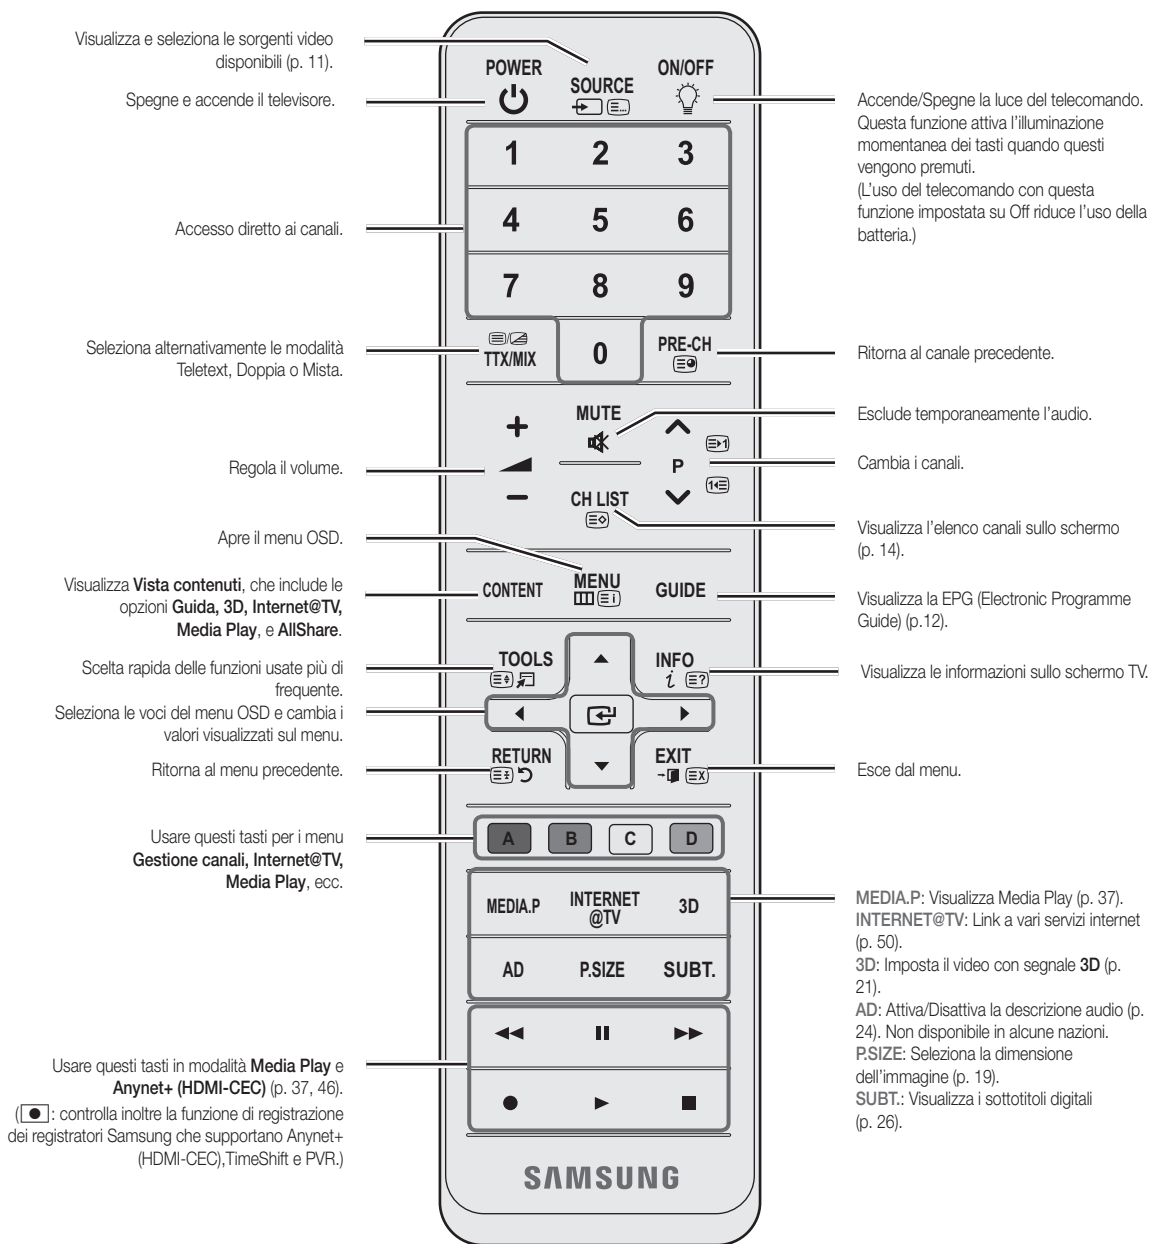 Visualizza e seleziona le sorgenti video
disponibili (p. 11).
Spegne e accende il televisore.
Accesso diretto ai canali.
Seleziona alternativamente le modalità
Teletext, Doppia o Mista.
Regola il volume.
Apre il menu OSD.
Visualizza Vista contenuti, che include le
opzioni Guida, 3D, Internet@TV,
Media Play, e AllShare.
Scelta rapida delle funzioni usate più di
frequente.
Seleziona le voci del menu OSD e cambia i
valori visualizzati sul menu.
Ritorna al menu precedente.
Usare questi tasti per i menu
Gestione canali, Internet@TV,
Media Play, ecc.
Usare questi tasti in modalità Media Play e
Anynet+ (HDMI-CEC) (p. 37, 46).
(●: controlla inoltre la funzione di registrazione
dei registratori Samsung che supportano Anynet+
(HDMI-CEC),TimeShift e PVR.)
POWER
SOURCE
ON/OFF
1 2 3
4 5 6
7 8 9
TTX/MIX
0
PRE-CH
+
MUTE
P
−
CH LIST
CONTENT
MENU
GUIDE
TOOLS
INFO
RETURN
EXIT
A B C D
MEDIA.P
INTERNET
@TV
3D
AD
P.SIZE
SUBT.
SAMSUNG
Accende/Spegne la luce del telecomando.
Questa funzione attiva l'illuminazione
momentanea dei tasti quando questi
vengono premuti.
(L'uso del telecomando con questa
funzione impostata su Off riduce l'uso della
batteria.)
Ritorna al canale precedente.
Esclude temporaneamente l'audio.
Cambia i canali.
Visualizza l'elenco canali sullo schermo
(p. 14).
Visualizza la EPG (Electronic Programme
Guide) (p.12).
Visualizza le informazioni sullo schermo TV.
Esce dal menu.
MEDIA.P: Visualizza Media Play (p. 37).
INTERNET@TV: Link a vari servizi internet
(p. 50).
3D: Imposta il video con segnale 3D (p.
21).
AD: Attiva/Disattiva la descrizione audio (p.
24). Non disponibile in alcune nazioni.
P.SIZE: Seleziona la dimensione
dell'immagine (p. 19).
SUBT.: Visualizza i sottotitoli digitali
(p. 26).